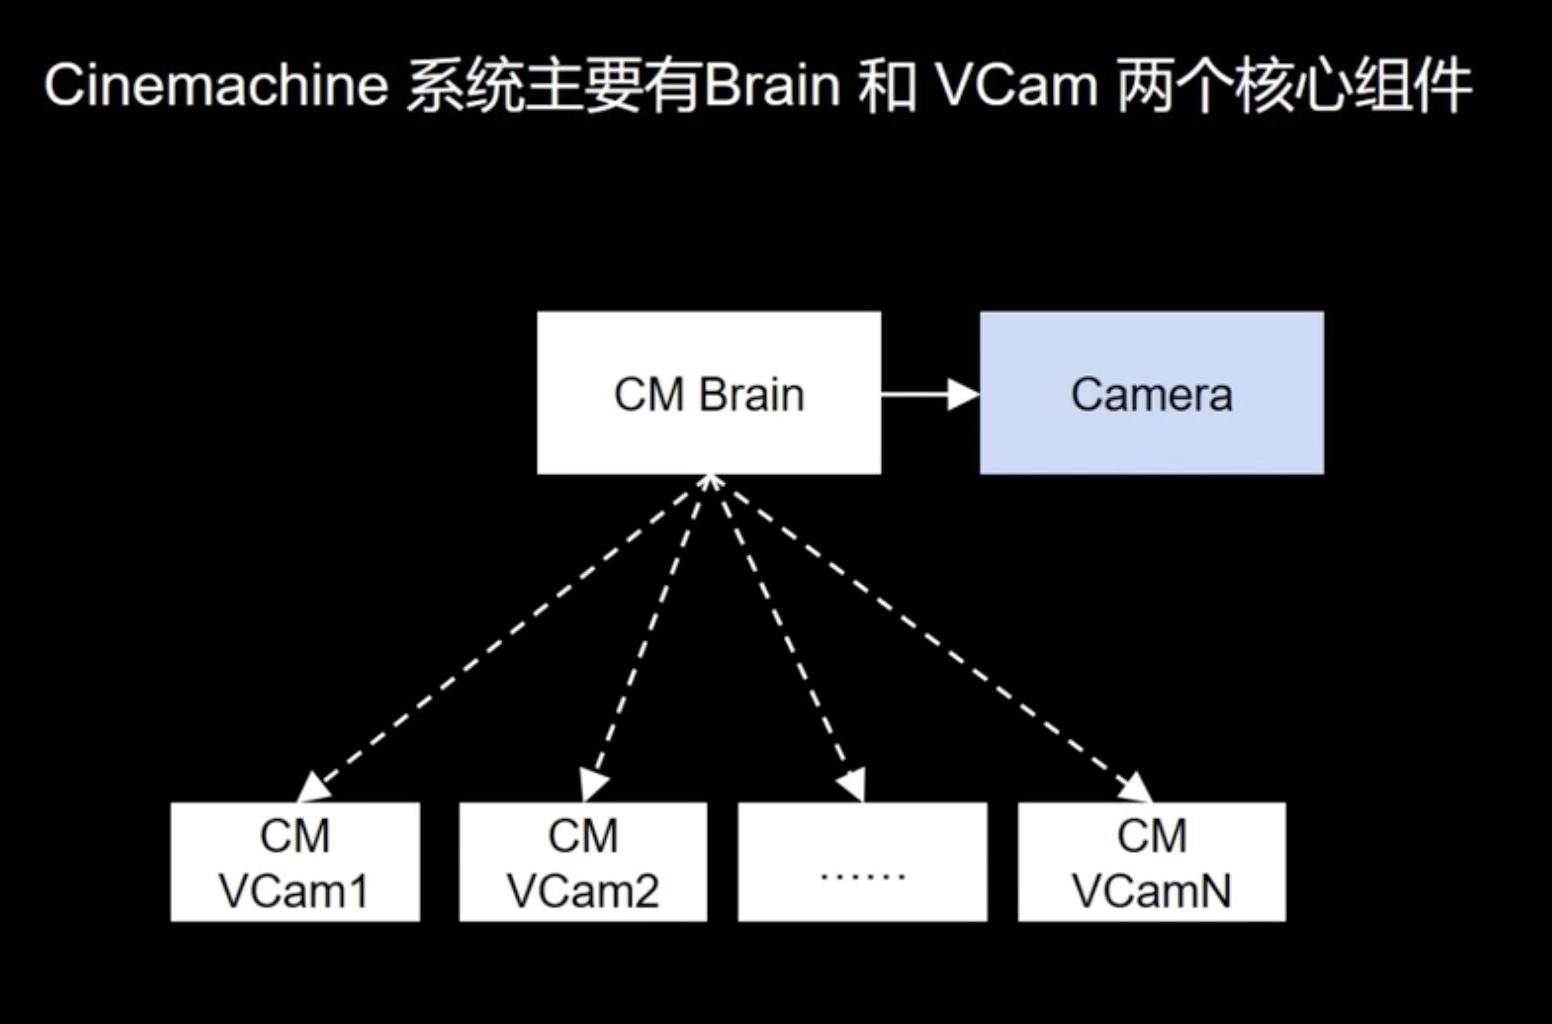 Cinemachine 系统主要有Brain 和 VCam 两个核心组件
CM Brain
Camera
CM
VCam1
CM
VCam2
......
CM
VCamN